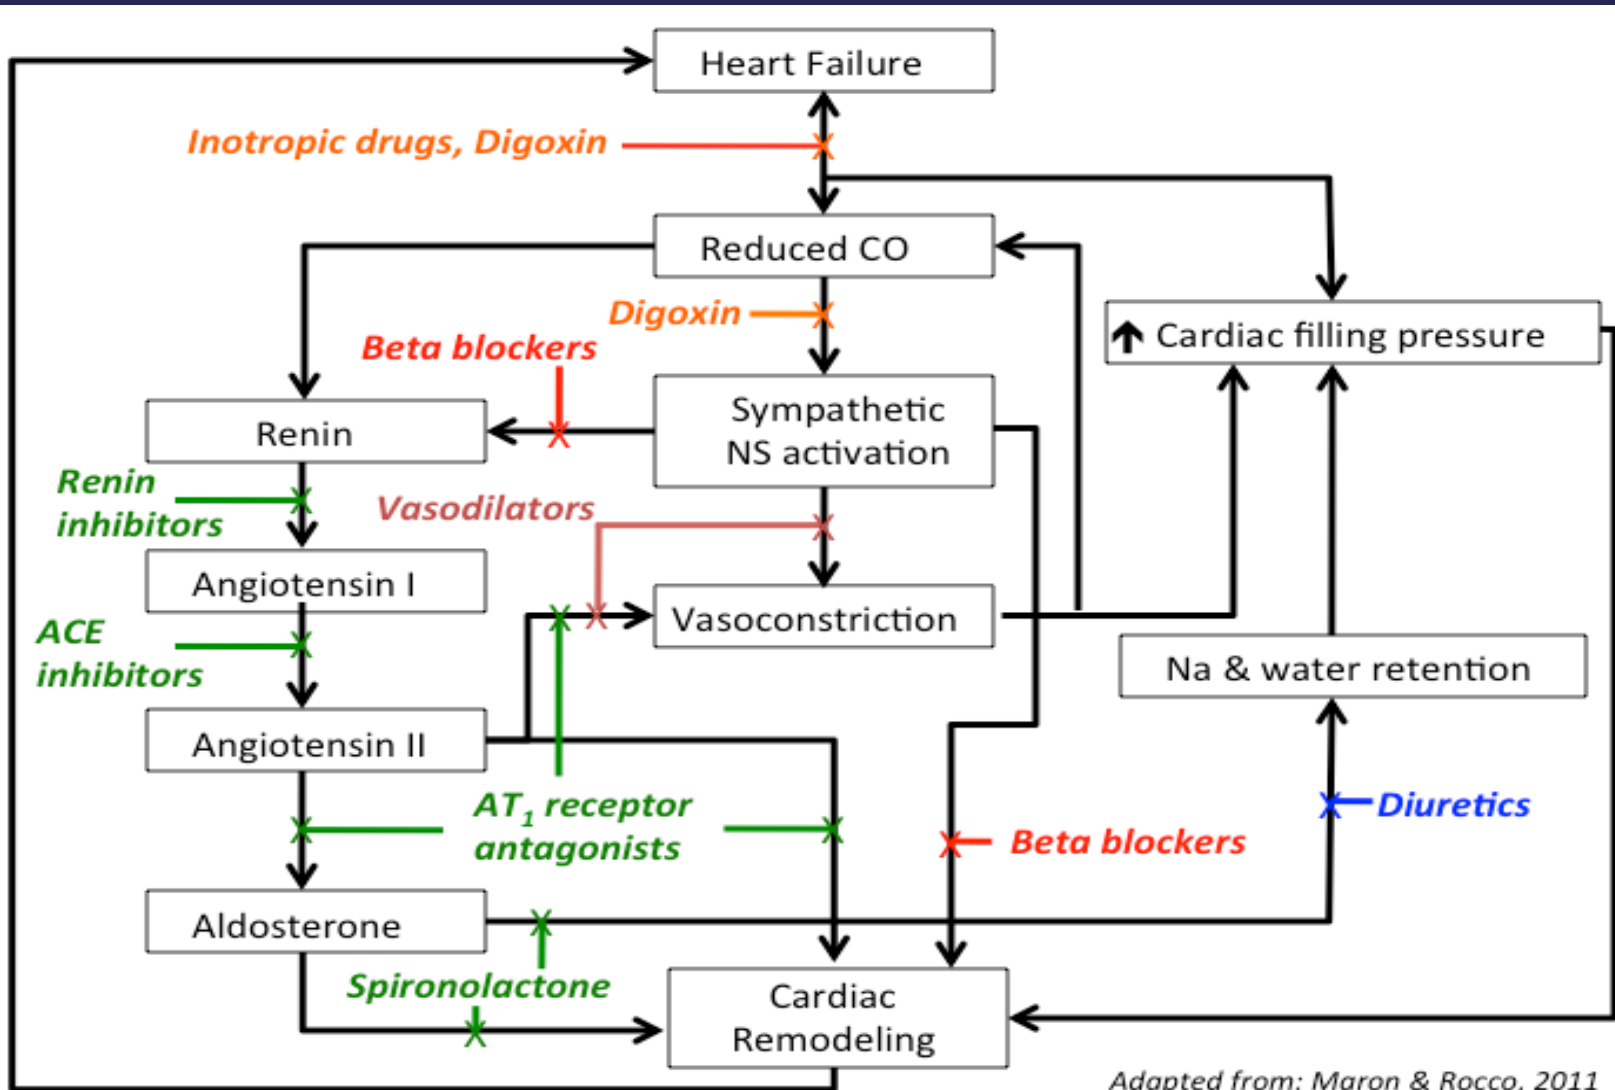 Heart Failure
Inotropic drugs, Digoxin
Reduced CO
Digoxin
Beta blockers
↑ Cardiac filling pressure
Sympathetic
NS activation
Renin
Renin
inhibitors
Vasodilators
Angiotensin I
Vasoconstriction
ACE
inhibitors
Na & water retention
Angiotensin II
AT₁ receptor
antagonists
Diuretics
Beta blockers
Aldosterone
Spironolactone
Cardiac
Remodeling
Adapted from: Maron & Rocco, 2011